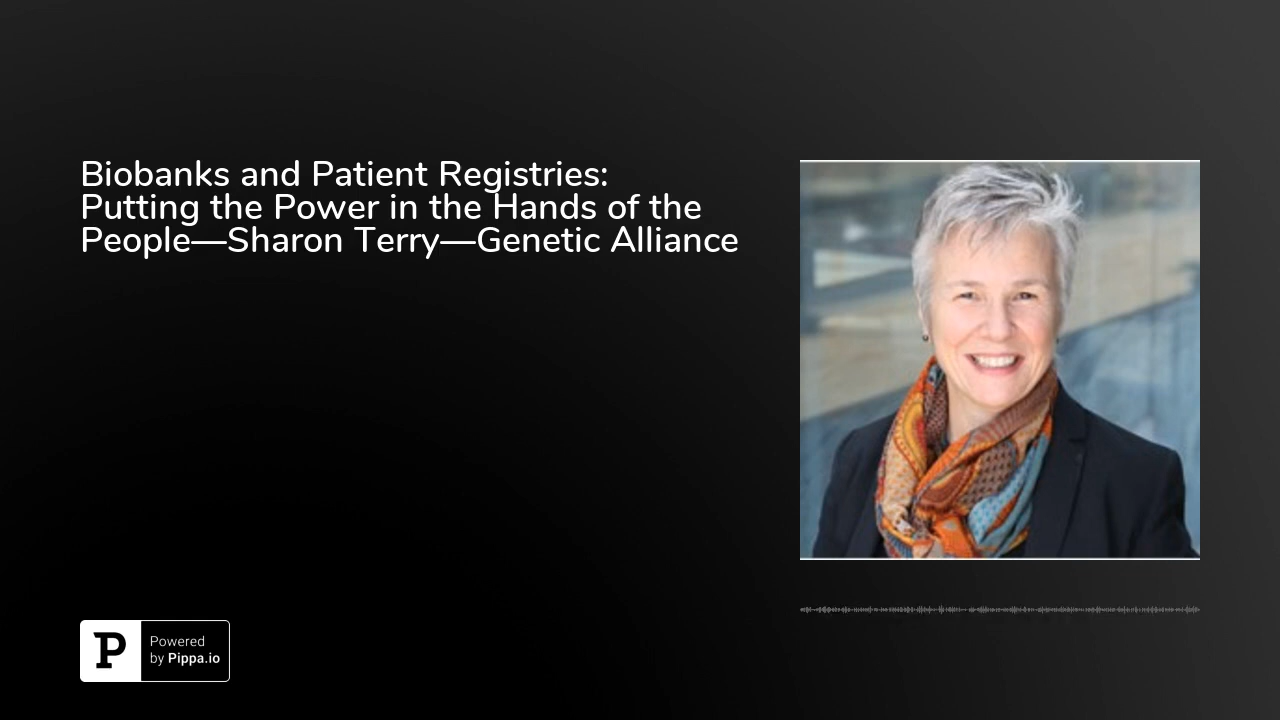 Biobanks and Patient Registries:
Putting the Power in the Hands of the
People—Sharon Terry—Genetic Alliance
P
Powered
by Pippa.io